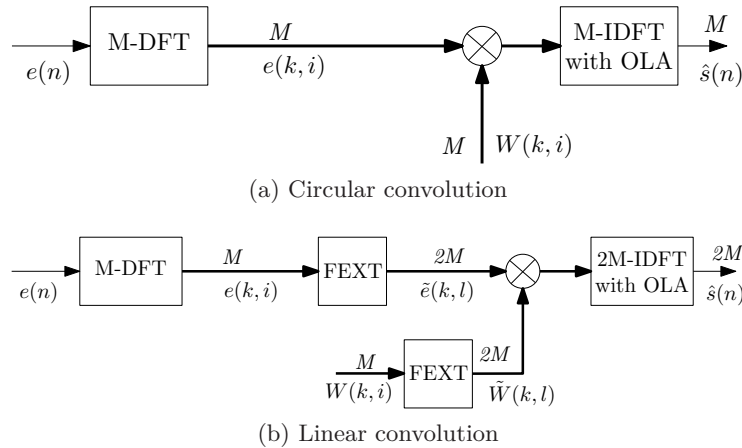 M-DFT
M
M-IDFT
with OLA
M
e(n)
e(k, i)
ŝ(n)
M
W(k, i)
(a) Circular convolution
M-DFT
M
FEXT
2M
2M-IDFT
with OLA
2M
e(n)
e(k, i)
ẽ(k, l)
ŝ(n)
M
FEXT
2M
W(k, i)
W̃(k, l)
(b) Linear convolution